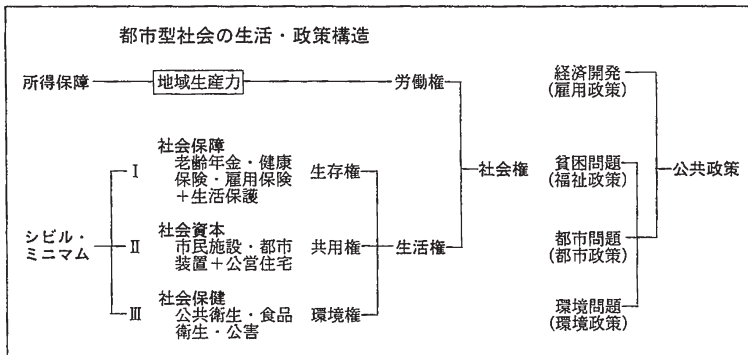 都市型社会の生活・政策構造
所得保障 地域生産力 労働権 経済開発
(雇用政策)
Ⅰ 社会保障
老齢年金・健康
保険・雇用保険
+生活保護
生存権
社会権
貧困問題
(福祉政策)
公共政策
シビル・
ミニマム
Ⅱ 社会資本
市民施設・都市
装置+公営住宅
共用権
生活権
都市問題
(都市政策)
Ⅲ 社会保健
公共衛生・食品
衛生・公害
環境権
環境問題
(環境政策)